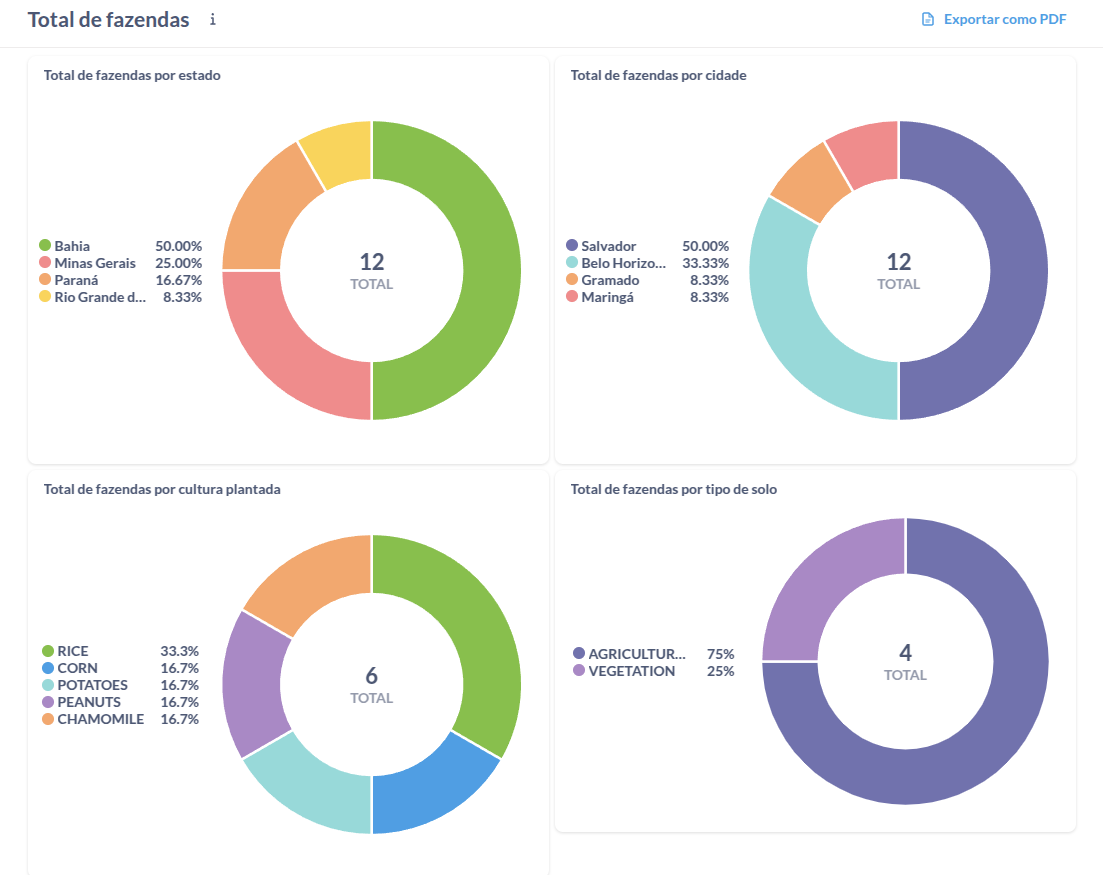 Total de fazendas
Exportar como PDF
Total de fazendas por estado
Bahia 50.00%
Minas Gerais 25.00%
Paraná 16.67%
Rio Grande d... 8.33%
12
TOTAL
Total de fazendas por cidade
Salvador 50.00%
Belo Horizo... 33.33%
Gramado 8.33%
Maringá 8.33%
12
TOTAL
Total de fazendas por cultura plantada
RICE 33.3%
CORN 16.7%
POTATOES 16.7%
PEANUTS 16.7%
CHAMOMILE 16.7%
6
TOTAL
Total de fazendas por tipo de solo
AGRICULTUR... 75%
VEGETATION 25%
4
TOTAL